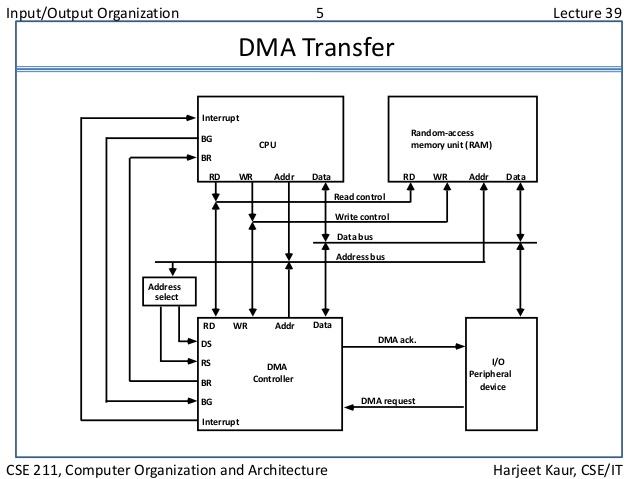 Input/Output Organization
5
Lecture 39
DMA Transfer
Interrupt
BG
CPU
BR
RD WR Addr Data
Random-access
memory unit (RAM)
RD WR Addr Data
Read control
Write control
Data bus
Address bus
Address
select
RD WR Addr Data
DS
RS
BR
BG
Interrupt
DMA
Controller
DMA ack.
DMA request
I/O
Peripheral
device
CSE 211, Computer Organization and Architecture
Harjeet Kaur, CSE/IT